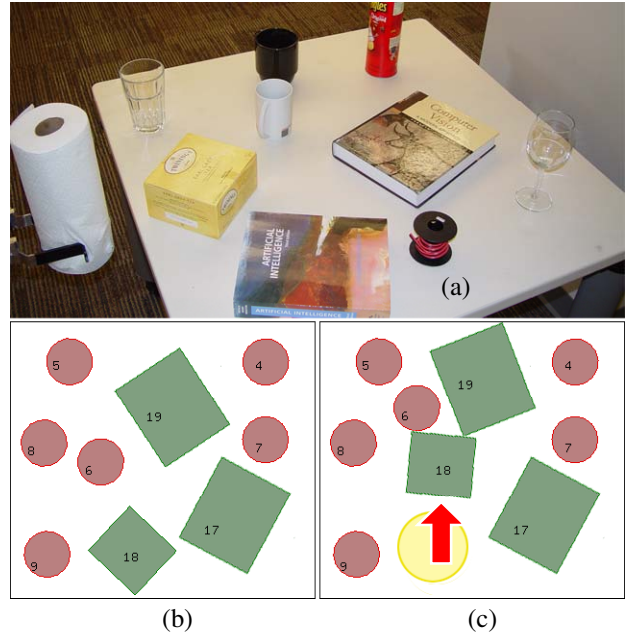 Computer
Vision
TWININGS
ARTIFICIAL
INTELLIGENCE
ARTIFICIAL INTELLIGENCE
(a)
5
4
19
8
7
6
17
18
9
5
4
19
6
8
7
18
17
9
(b)
(c)